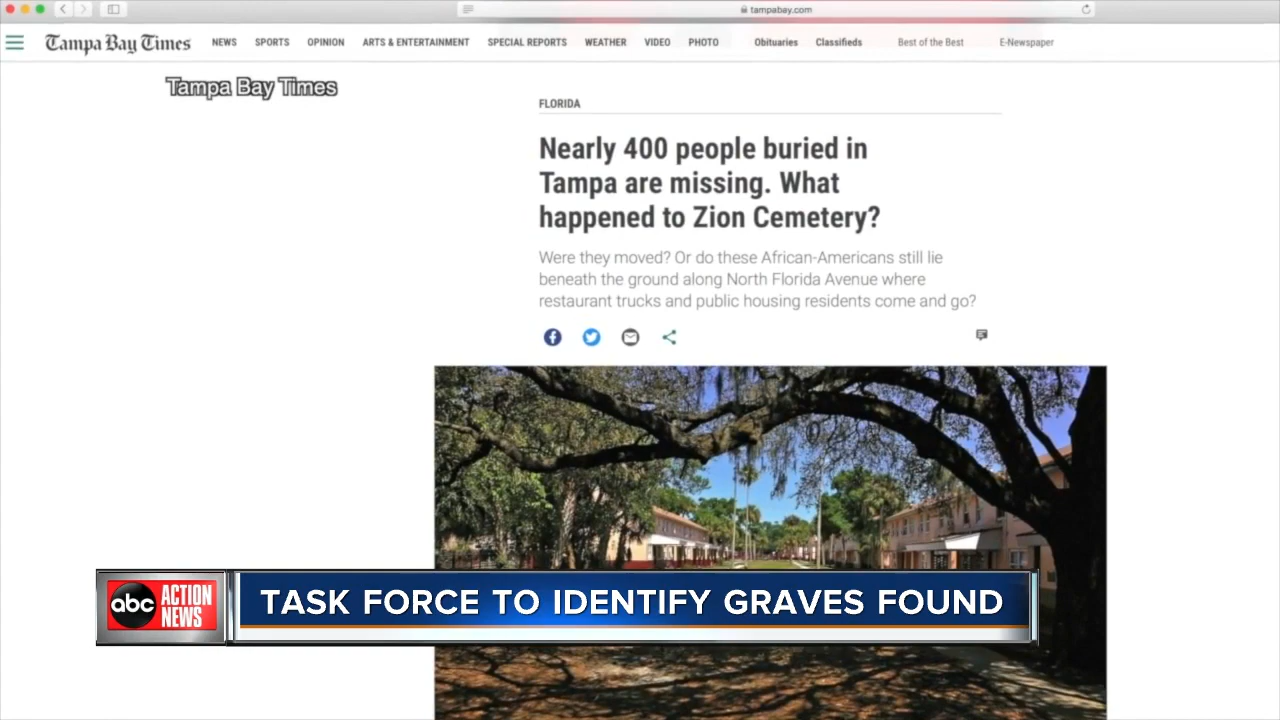 tampabay.com
Tampa Bay Times NEWS SPORTS OPINION ARTS & ENTERTAINMENT SPECIAL REPORTS WEATHER VIDEO PHOTO Obituaries Classifieds Best of the Best E-Newspaper
Tampa Bay Times
FLORIDA
Nearly 400 people buried in
Tampa are missing. What
happened to Zion Cemetery?
Were they moved? Or do these African-Americans still lie
beneath the ground along North Florida Avenue where
restaurant trucks and public housing residents come and go?
abc ACTION
NEWS
TASK FORCE TO IDENTIFY GRAVES FOUND